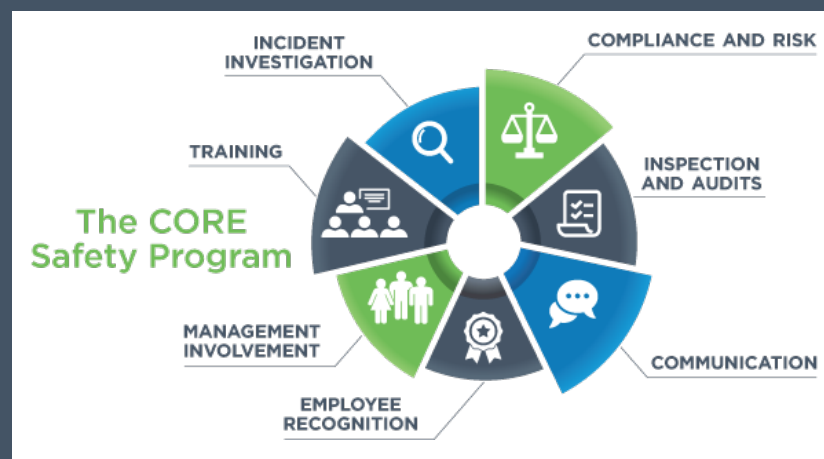 INCIDENT
INVESTIGATION
COMPLIANCE AND RISK
TRAINING
INSPECTION
AND AUDITS
The CORE
Safety Program
MANAGEMENT
INVOLVEMENT
COMMUNICATION
EMPLOYEE
RECOGNITION